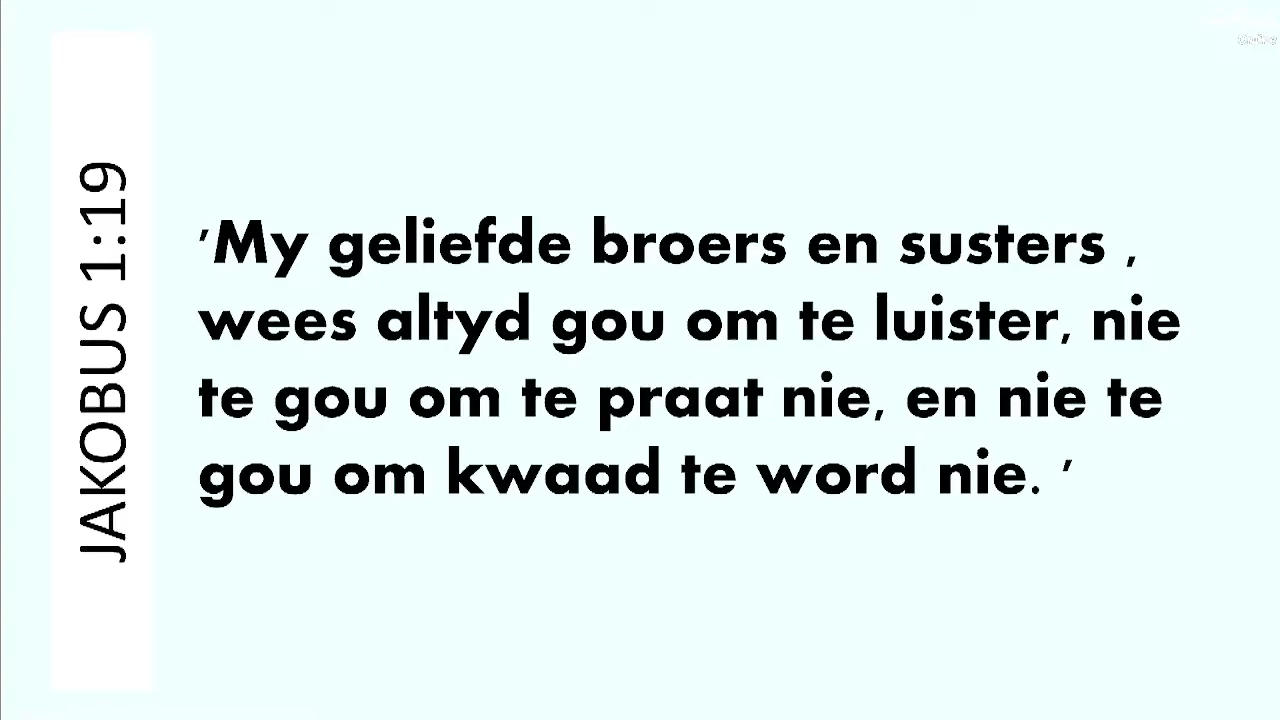 JAKOBUS 1:19
'My geliefde broers en susters ,
wees altyd gou om te luister, nie
te gou om te praat nie, en nie te
gou om kwaad te word nie. '